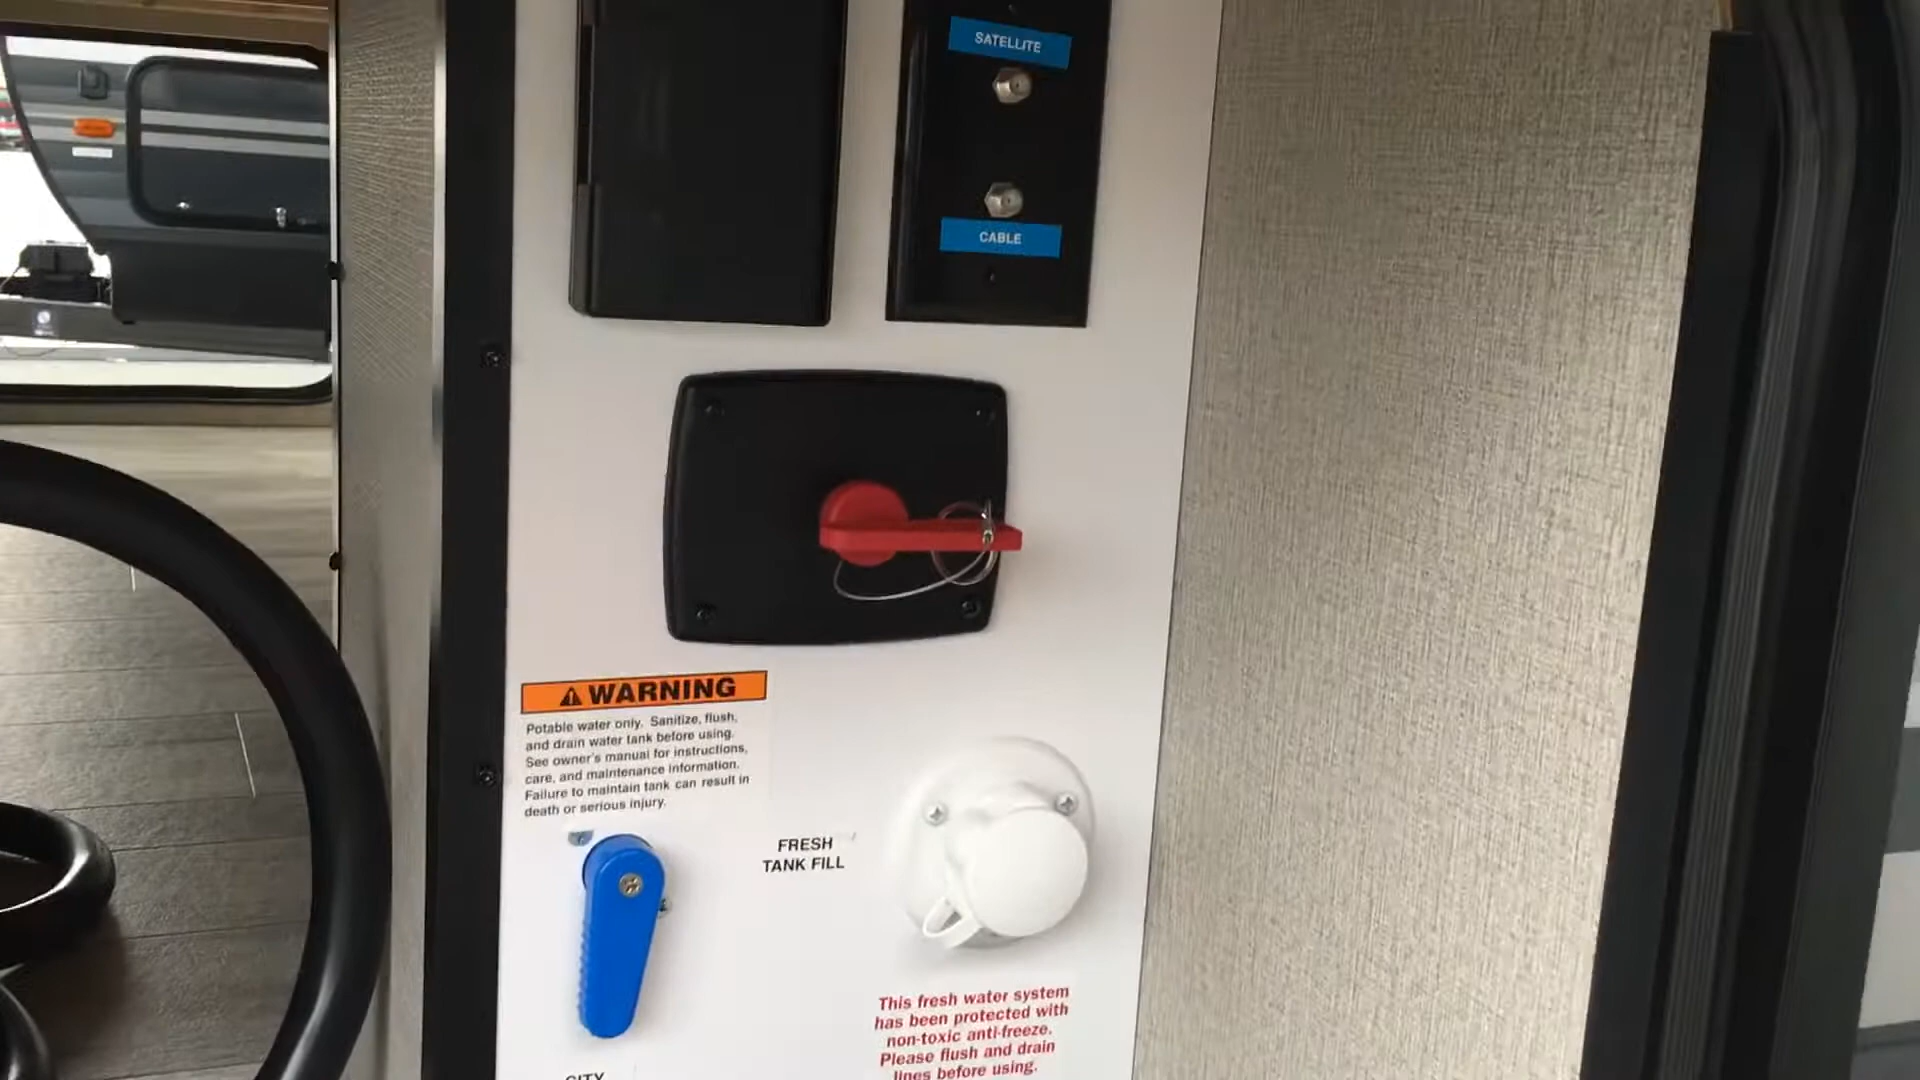 SATELLITE
CABLE
WARNING
Potable water only. Sanitize, flush,
and drain water tank before using.
See owner's manual for instructions,
care, and maintenance information.
Failure to maintain tank can result in
death or serious injury.
FRESH
TANK FILL
This fresh water system
has been protected with
non-toxic anti-freeze.
Please flush and drain
lines before using.
CITY